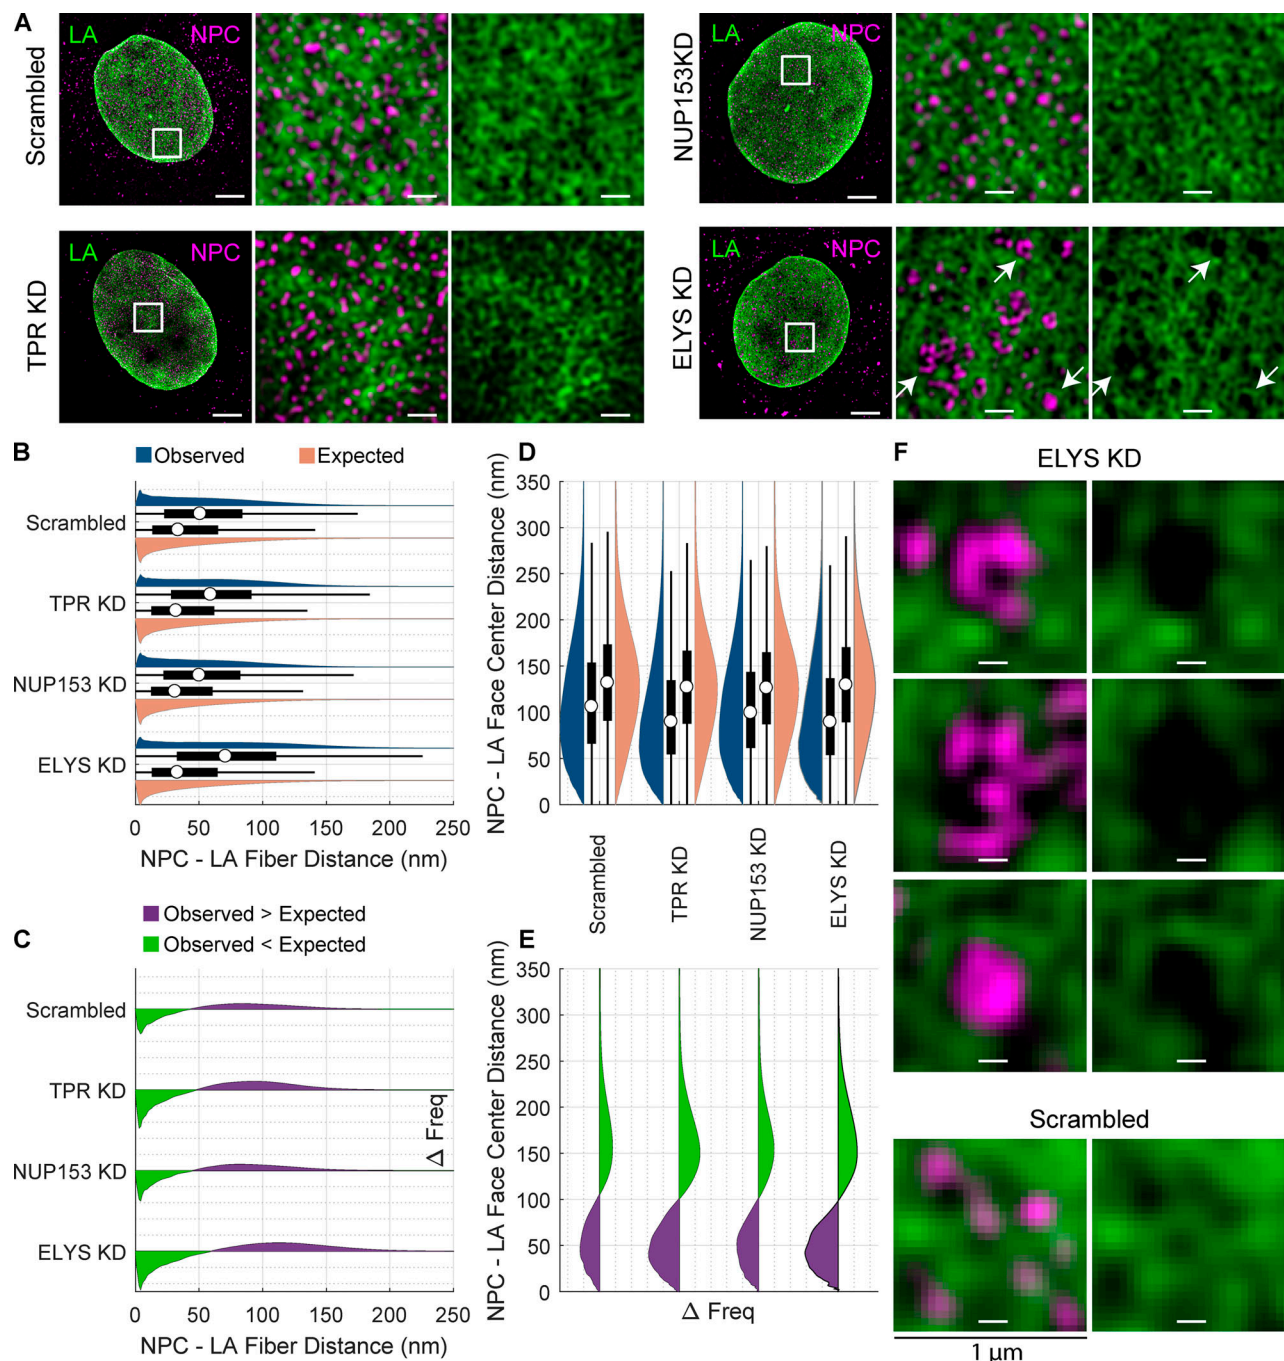 A
Scrambled
LA NPC
NUP153KD
LA NPC
TPR KD
LA NPC
ELYS KD
LA NPC
B
Observed Expected
Scrambled
TPR KD
NUP153 KD
ELYS KD
0 50 100 150 200 250
NPC - LA Fiber Distance (nm)
C
Observed > Expected
Observed < Expected
Scrambled
TPR KD
NUP153 KD
ELYS KD
Δ Freq
0 50 100 150 200 250
NPC - LA Fiber Distance (nm)
D
NPC - LA Face Center Distance (nm)
350
300
250
200
150
100
50
0
Scrambled
TPR KD
NUP153 KD
ELYS KD
E
NPC - LA Face Center Distance (nm)
350
300
250
200
150
100
50
0
Δ Freq
F
ELYS KD
Scrambled
1 µm